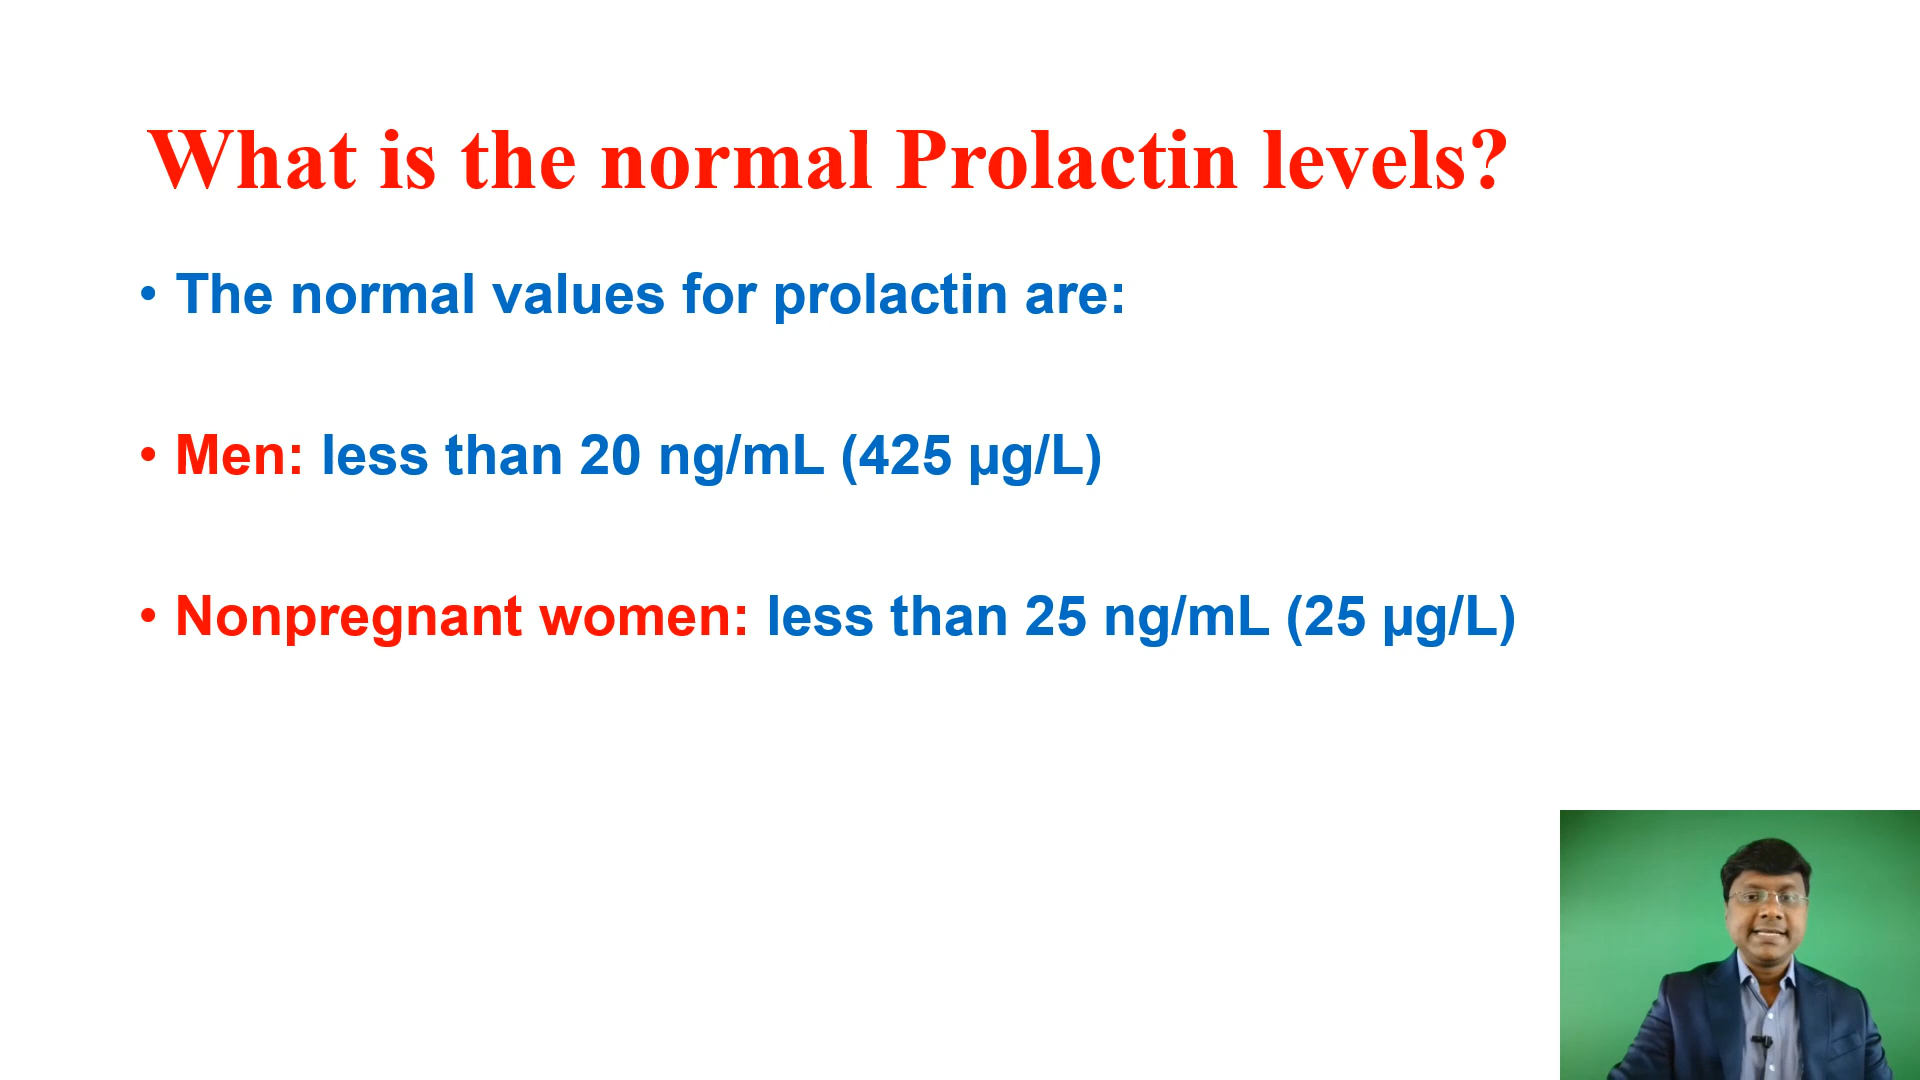 What is the normal Prolactin levels?
• The normal values for prolactin are:
• Men: less than 20 ng/mL (425 µg/L)
• Nonpregnant women: less than 25 ng/mL (25 µg/L)